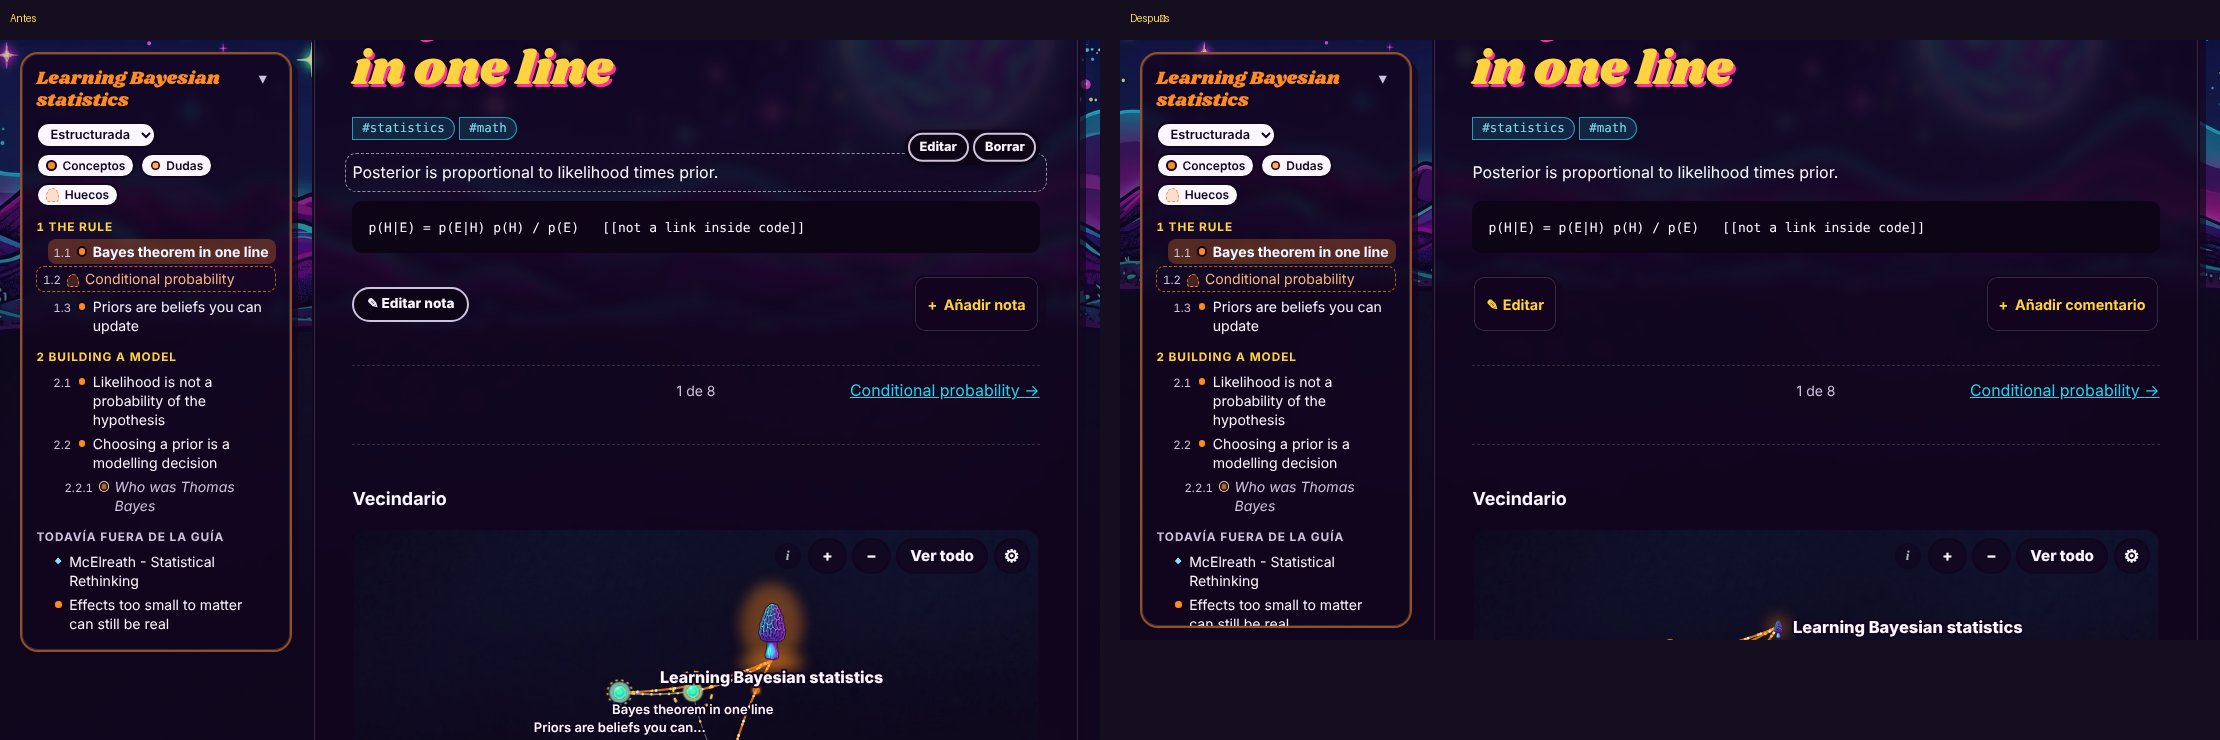 Antes
Learning Bayesian
statistics
▼
Estructurada
Conceptos
Dudas
Huecos
1 THE RULE
1.1 Bayes theorem in one line
1.2 Conditional probability
1.3 Priors are beliefs you can
update
2 BUILDING A MODEL
2.1 Likelihood is not a
probability of the
hypothesis
2.2 Choosing a prior is a
modelling decision
2.2.1 Who was Thomas
Bayes
TODAVÍA FUERA DE LA GUÍA
McElreath - Statistical
Rethinking
Effects too small to matter
can still be real
in one line
#statistics #math
Editar Borrar
Posterior is proportional to likelihood times prior.
p(H|E) = p(E|H) p(H) / p(E) [[not a link inside code]]
✎ Editar nota
+ Añadir nota
1 de 8
Conditional probability →
Vecindario
i + − Ver todo ⚙
Learning Bayesian statistics
Bayes theorem in one line
Priors are beliefs you can...
Learning Bayesian
statistics
▼
Estructurada
Conceptos
Dudas
Huecos
1 THE RULE
1.1 Bayes theorem in one line
1.2 Conditional probability
1.3 Priors are beliefs you can
update
2 BUILDING A MODEL
2.1 Likelihood is not a
probability of the
hypothesis
2.2 Choosing a prior is a
modelling decision
2.2.1 Who was Thomas
Bayes
TODAVÍA FUERA DE LA GUÍA
McElreath - Statistical
Rethinking
Effects too small to matter
can still be real
in one line
#statistics #math
Posterior is proportional to likelihood times prior.
p(H|E) = p(E|H) p(H) / p(E) [[not a link inside code]]
✎ Editar
+ Añadir comentario
1 de 8
Conditional probability →
Vecindario
i + − Ver todo ⚙
Learning Bayesian statistics